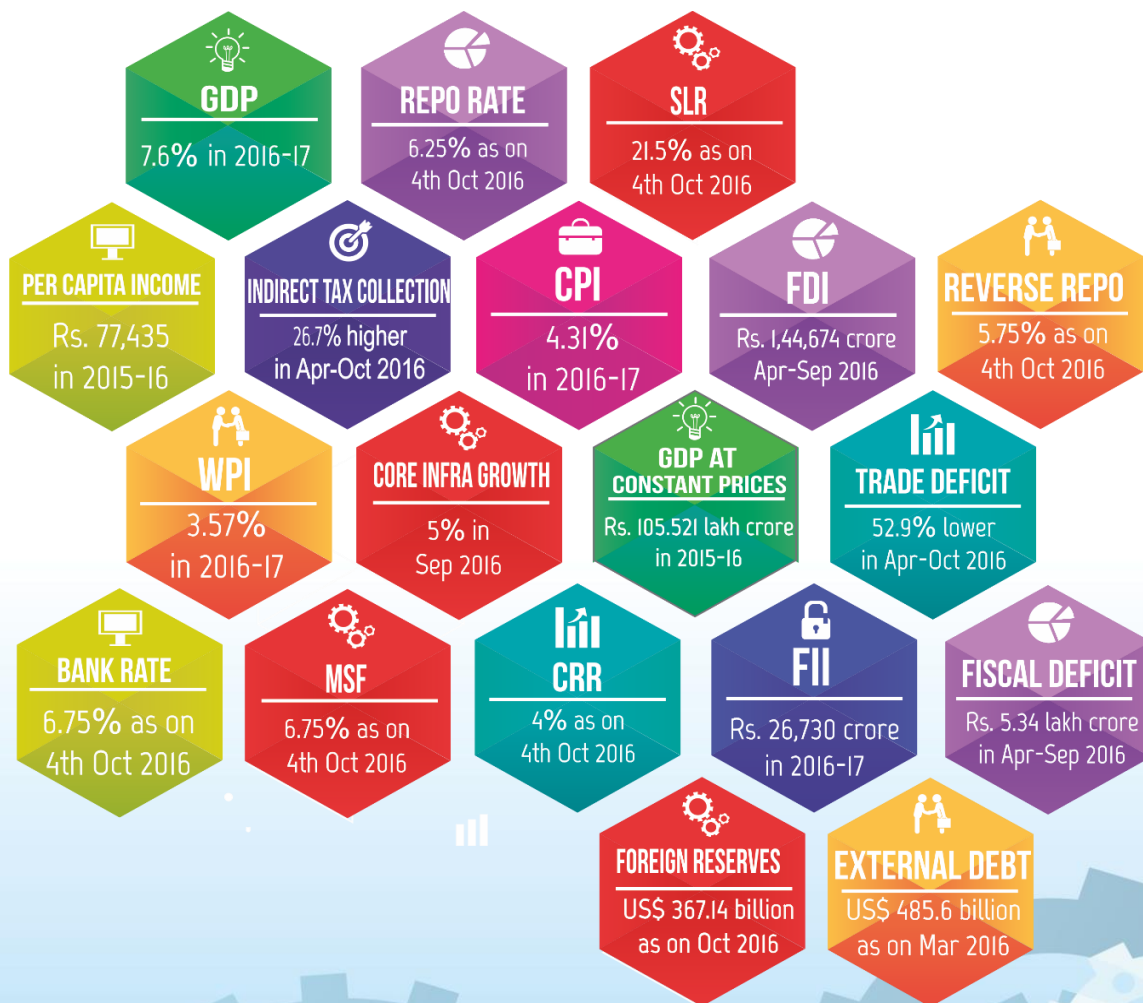 GDP
7.6% in 2016-17
REPO RATE
6.25% as on
4th Oct 2016
SLR
21.5% as on
4th Oct 2016
PER CAPITA INCOME
Rs. 77,435
in 2015-16
INDIRECT TAX COLLECTION
26.7% higher
in Apr-Oct 2016
CPI
4.31%
in 2016-17
FDI
Rs. 1,44,674 crore
Apr-Sep 2016
REVERSE REPO
5.75% as on
4th Oct 2016
WPI
3.57%
in 2016-17
CORE INFRA GROWTH
5% in
Sep 2016
GDP AT
CONSTANT PRICES
Rs. 105.521 lakh crore
in 2015-16
TRADE DEFICIT
52.9% lower
in Apr-Oct 2016
BANK RATE
6.75% as on
4th Oct 2016
MSF
6.75% as on
4th Oct 2016
CRR
4% as on
4th Oct 2016
FII
Rs. 26,730 crore
in 2016-17
FISCAL DEFICIT
Rs. 5.34 lakh crore
in Apr-Sep 2016
FOREIGN RESERVES
US$ 367.14 billion
as on Oct 2016
EXTERNAL DEBT
US$ 485.6 billion
as on Mar 2016